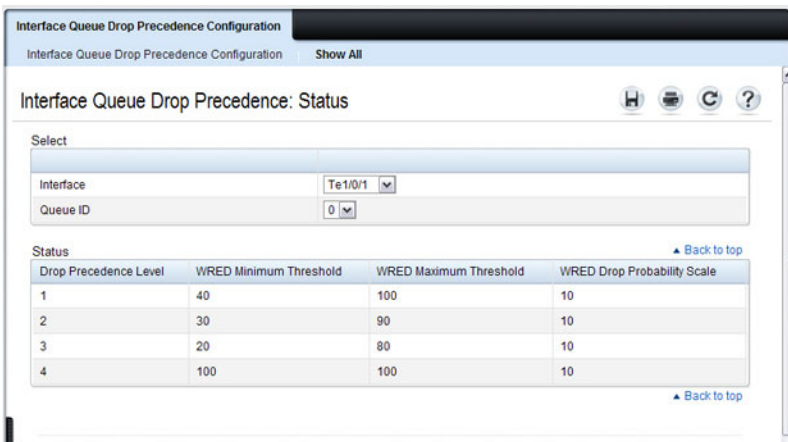 Interface Queue Drop Precedence Configuration
Interface Queue Drop Precedence Configuration Show All
Interface Queue Drop Precedence: Status
Select
Interface Te1/0/1
Queue ID 0
Status Back to top
Drop Precedence Level WRED Minimum Threshold WRED Maximum Threshold WRED Drop Probability Scale
1 40 100 10
2 30 90 10
3 20 80 10
4 100 100 10
Back to top